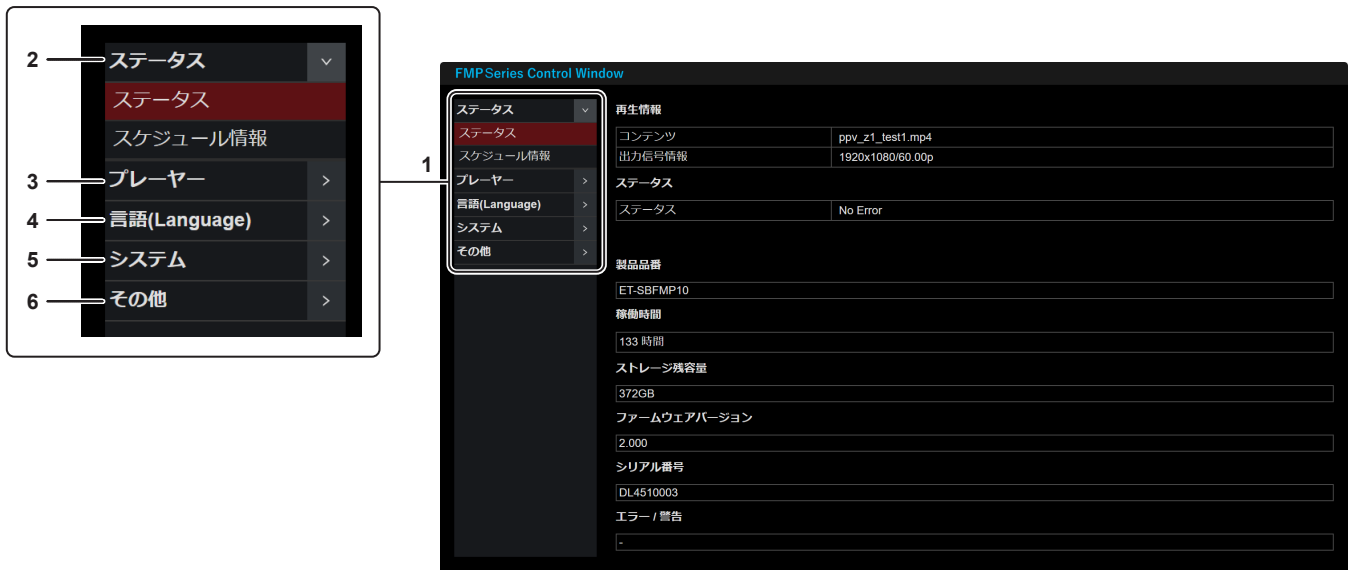 2
ステータス
ステータス
スケジュール情報
3
プレーヤー
4
言語(Language)
5
システム
6
その他
1
FMPSeries Control Window
ステータス
ステータス
スケジュール情報
プレーヤー
言語(Language)
システム
その他
再生情報
コンテンツ ppv_z1_test1.mp4
出力信号情報 1920x1080/60.00p
ステータス
ステータス No Error
製品品番
ET-SBFMP10
稼働時間
133 時間
ストレージ残容量
372GB
ファームウェアバージョン
2.000
シリアル番号
DL4510003
エラー / 警告
-